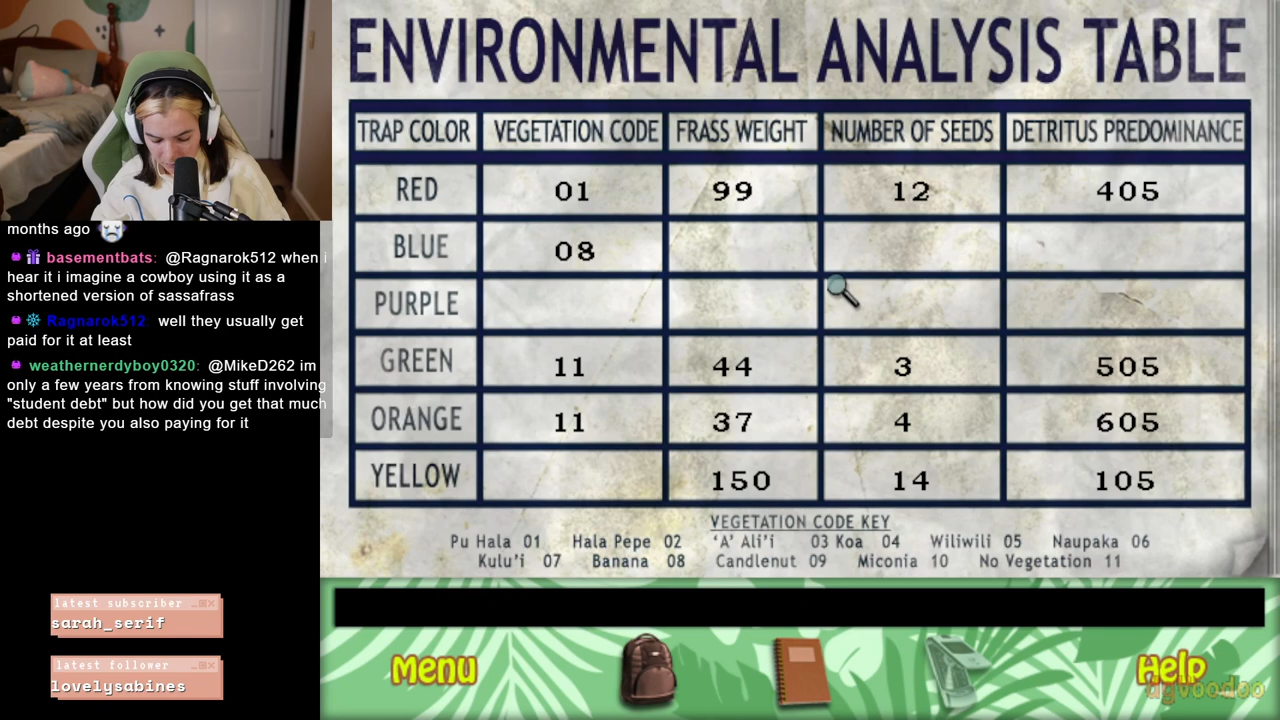 ENVIRONMENTAL ANALYSIS TABLE
TRAP COLOR VEGETATION CODE FRASS WEIGHT NUMBER OF SEEDS DETRITUS PREDOMINANCE
RED 01 99 12 405
BLUE 08
PURPLE
GREEN 11 44 3 505
ORANGE 11 37 4 605
YELLOW 150 14 105
VEGETATION CODE KEY
Pu Hala 01 Hala Pepe 02 'A' Ali'i 03 Koa 04 Wiliwili 05 Naupaka 06
Kulu'i 07 Banana 08 Candlenut 09 Miconia 10 No Vegetation 11
months ago
basementbats: @Ragnarok512 when i
hear it i imagine a cowboy using it as a
shortened version of sassafrass
Ragnarok512: well they usually get
paid for it at least
weathernerdyboy0320: @MikeD262 im
only a few years from knowing stuff involving
"student debt" but how did you get that much
debt despite you also paying for it
latest subscriber
sarah_serif
latest follower
lovelysabines
Menu
Help
dgVoodoo